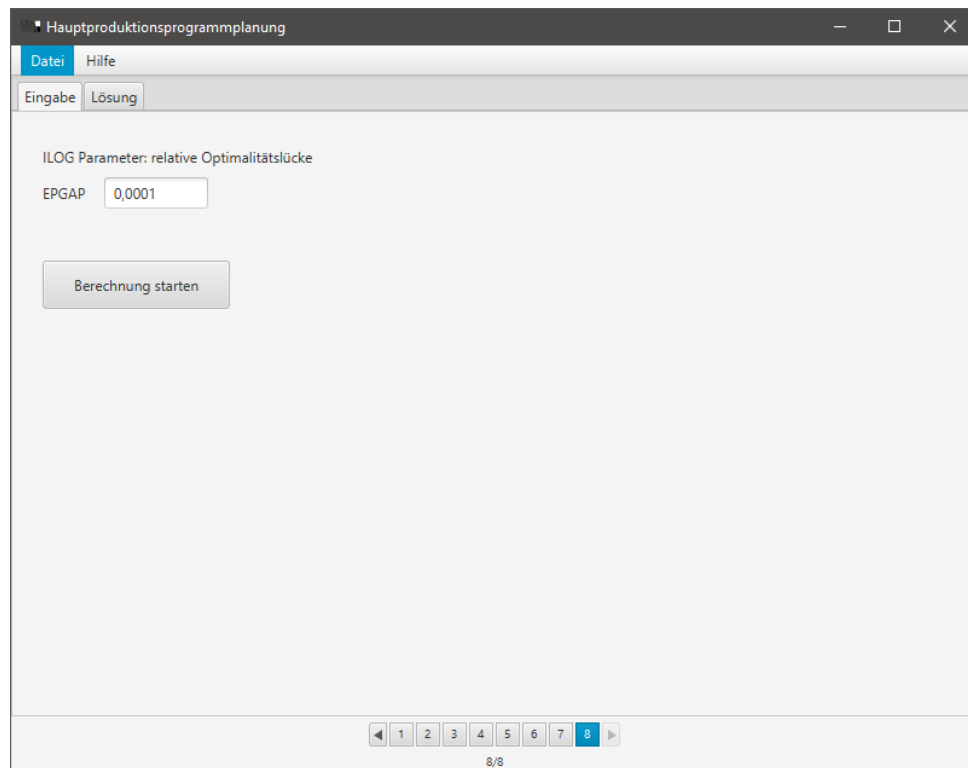 Hauptproduktionsprogrammplanung
Datei Hilfe
Eingabe Lösung
ILOG Parameter: relative Optimalitätslücke
EPGAP 0,0001
Berechnung starten
1 2 3 4 5 6 7 8
8/8